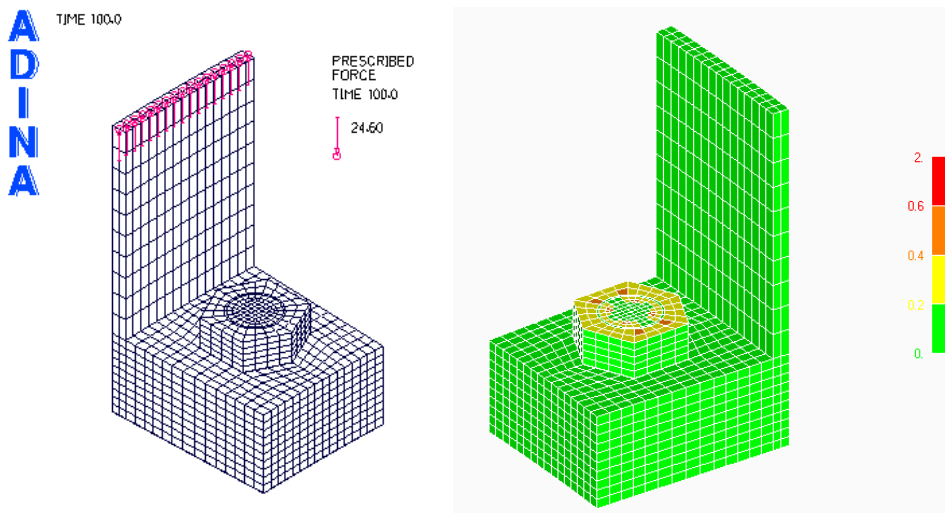 ADINA
TIME 100.0
PRESCRIBED
FORCE
TIME 100.0
24.60
2.
0.6
0.4
0.2
0.